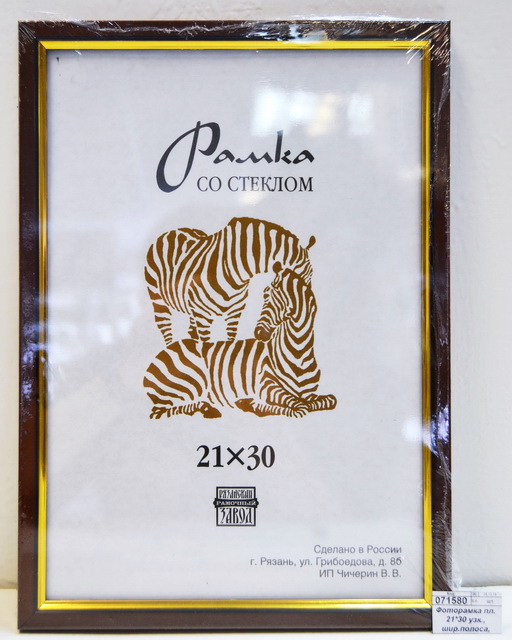 Рамка
СО СТЕКЛОМ
21×30
РЯЗАНСКИЙ
РАМОЧНЫЙ
ЗАВОД
Сделано в России
г. Рязань, ул. Грибоедова, д. 8б
ИП Чичерин В. В.
071580
Фоторамка пл.
21*30 узк.,
шир.полоса,